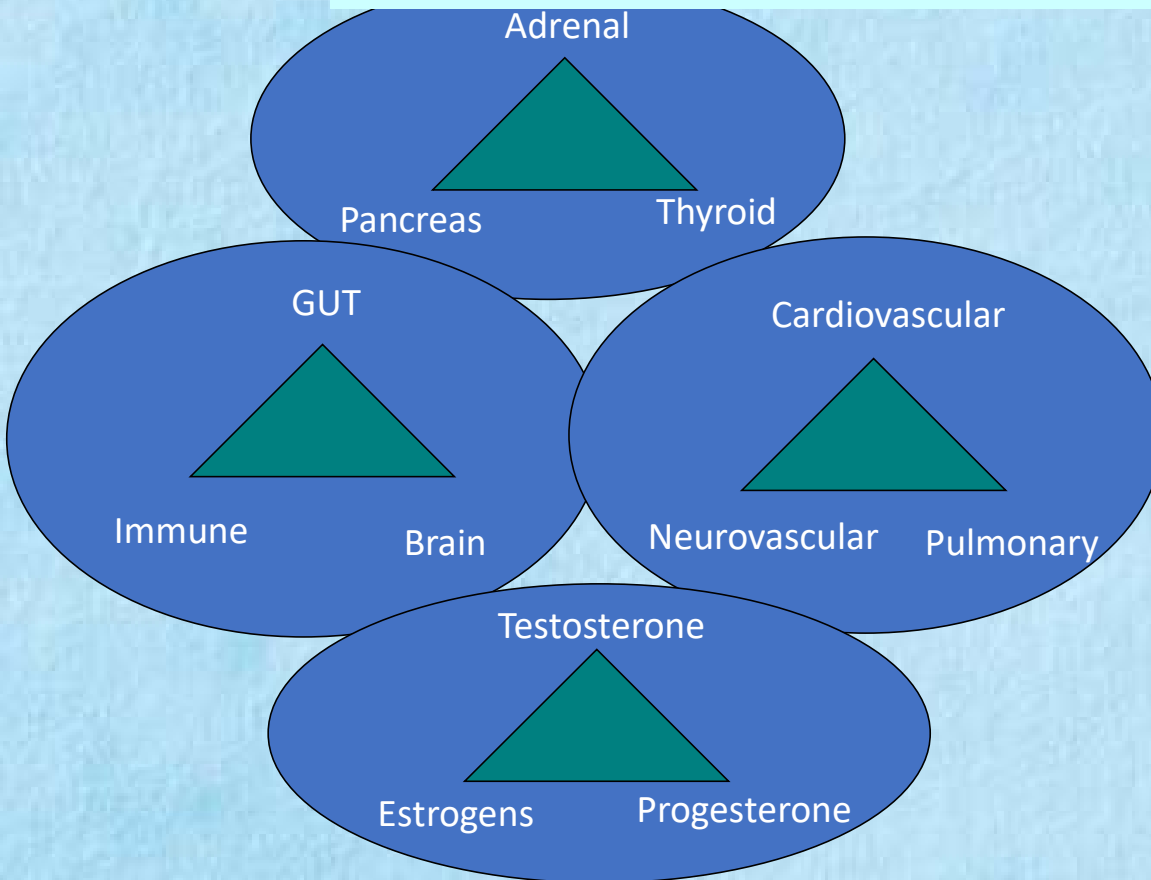 Adrenal
Pancreas
Thyroid
GUT
Immune
Brain
Cardiovascular
Neurovascular
Pulmonary
Testosterone
Estrogens
Progesterone